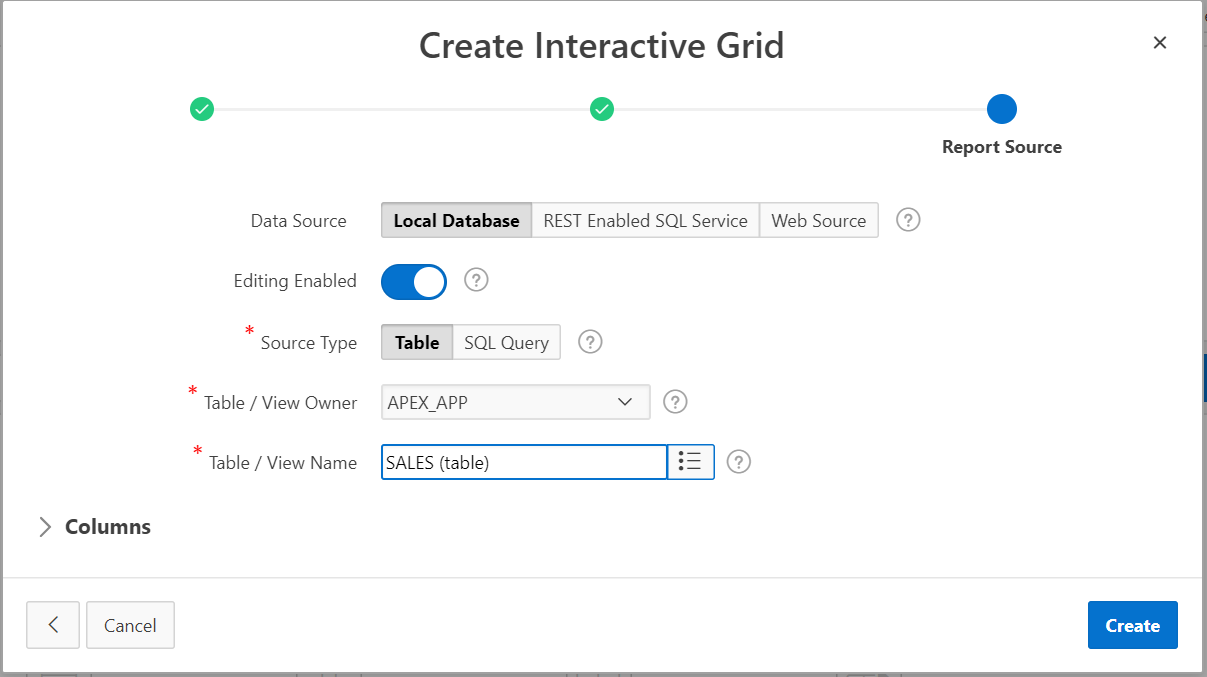 Create Interactive Grid
Report Source
Data Source Local Database REST Enabled SQL Service Web Source ?
Editing Enabled ?
* Source Type Table SQL Query ?
* Table / View Owner APEX_APP ?
* Table / View Name SALES (table) ?
Columns
Cancel Create